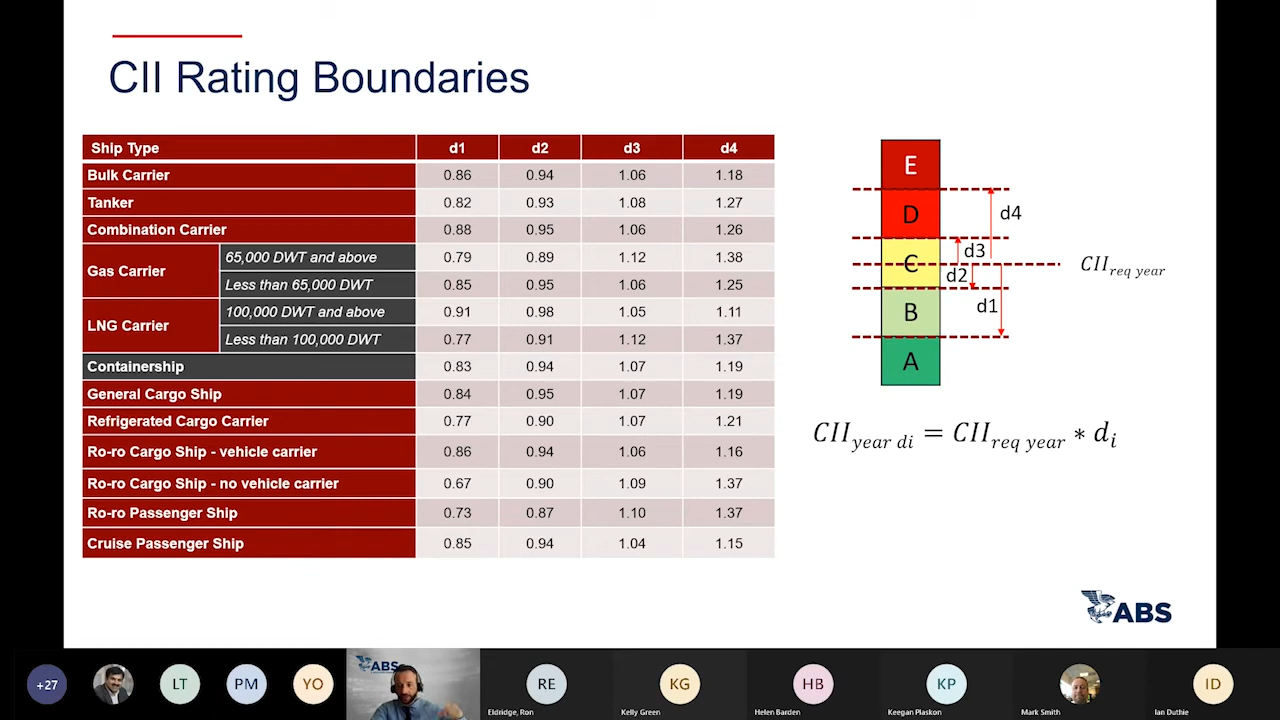 CII Rating Boundaries
Ship Type d1 d2 d3 d4
Bulk Carrier 0.86 0.94 1.06 1.18
Tanker 0.82 0.93 1.08 1.27
Combination Carrier 0.88 0.95 1.06 1.26
Gas Carrier
65,000 DWT and above 0.79 0.89 1.12 1.38
Less than 65,000 DWT 0.85 0.95 1.06 1.25
LNG Carrier
100,000 DWT and above 0.91 0.98 1.05 1.11
Less than 100,000 DWT 0.77 0.91 1.12 1.37
Containership 0.83 0.94 1.07 1.19
General Cargo Ship 0.84 0.95 1.07 1.19
Refrigerated Cargo Carrier 0.77 0.90 1.07 1.21
Ro-ro Cargo Ship - vehicle carrier 0.86 0.94 1.06 1.16
Ro-ro Cargo Ship - no vehicle carrier 0.67 0.90 1.09 1.37
Ro-ro Passenger Ship 0.73 0.87 1.10 1.37
Cruise Passenger Ship 0.85 0.94 1.04 1.15
E
D d4
C d3
d2
CII req year
B d1
A
CII year di = CII req year * di
ABS
+27 LT PM YO ABS RE KG HB KP ID
Eldridge, Ron Kelly Green Helen Barden Keegan Plaskon Mark Smith Ian Duthie